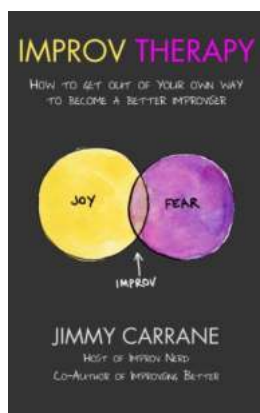 IMPROV THERAPY
HOW TO GET OUT OF YOUR OWN WAY
TO BECOME A BETTER IMPROVISER
JOY
FEAR
IMPROV
JIMMY CARRANE
HOST OF IMPROV NERD
CO-AUTHOR OF IMPROVISING BETTER